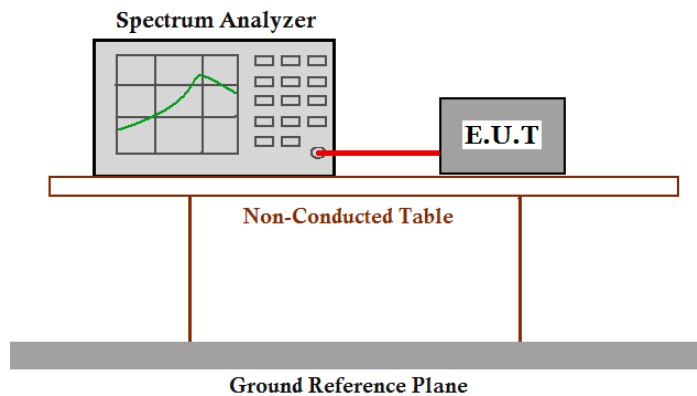 Spectrum Analyzer
E.U.T
Non-Conducted Table
Ground Reference Plane